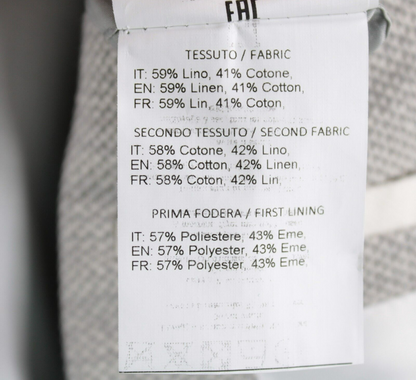 EAC
TESSUTO / FABRIC
IT: 59% Lino, 41% Cotone,
EN: 59% Linen, 41% Cotton,
FR: 59% Lin, 41% Coton,
SECONDO TESSUTO / SECOND FABRIC
IT: 58% Cotone, 42% Lino,
EN: 58% Cotton, 42% Linen,
FR: 58% Coton, 42% Lin,
PRIMA FODERA / FIRST LINING
IT: 57% Poliestere, 43% Eme,
EN: 57% Polyester, 43% Eme,
FR: 57% Polyester, 43% Eme,